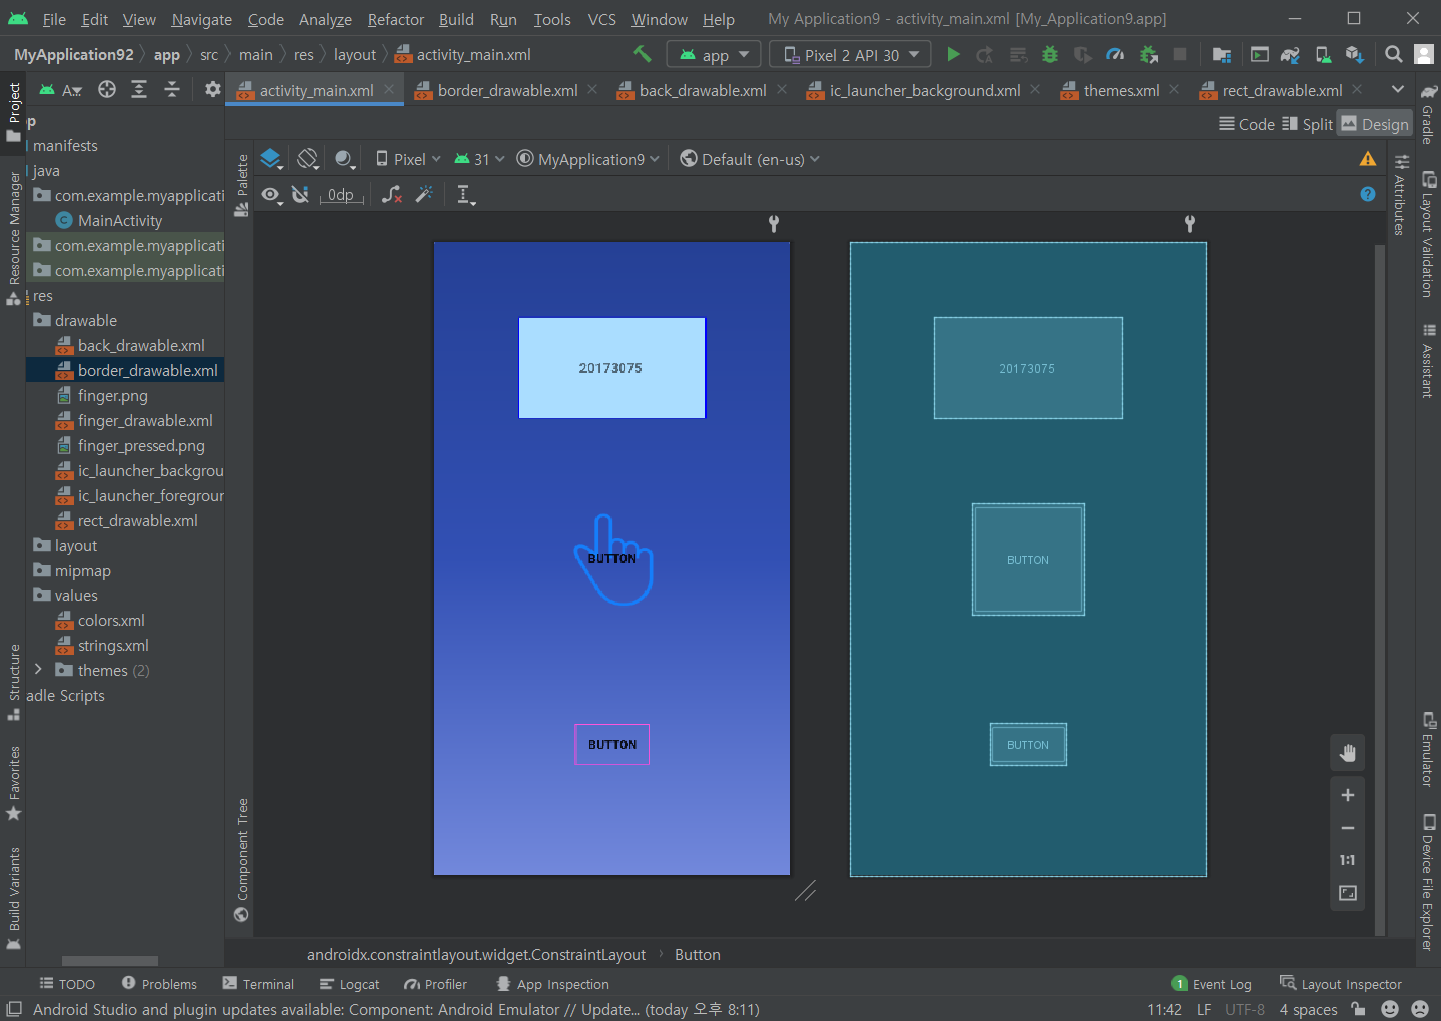 File Edit View Navigate Code Analyze Refactor Build Run Tools VCS Window Help My Application9 - activity_main.xml [My_Application9.app]
MyApplication92 app src main res layout activity_main.xml app Pixel 2 API 30
A... activity_main.xml border_drawable.xml back_drawable.xml ic_launcher_background.xml themes.xml rect_drawable.xml
Code Split Design
Project
Resource Manager
Structure
Favorites
Build Variants
pp
manifests
java
com.example.myapplicati
MainActivity
com.example.myapplicati
com.example.myapplicati
res
drawable
back_drawable.xml
border_drawable.xml
finger.png
finger_drawable.xml
finger_pressed.png
ic_launcher_backgrou
ic_launcher_foregroun
rect_drawable.xml
layout
mipmap
values
colors.xml
strings.xml
themes (2)
adle Scripts
Palette
Component Tree
Pixel 31 MyApplication9 Default (en-us)
0dp
20173075
BUTTON
BUTTON
20173075
BUTTON
BUTTON
1:1
Attributes
Gradle
Layout Validation
Assistant
Emulator
Device File Explorer
androidx.constraintlayout.widget.ConstraintLayout Button
TODO Problems Terminal Logcat Profiler App Inspection 1 Event Log Layout Inspector
Android Studio and plugin updates available: Component: Android Emulator // Update... (today 오후 8:11) 11:42 LF UTF-8 4 spaces